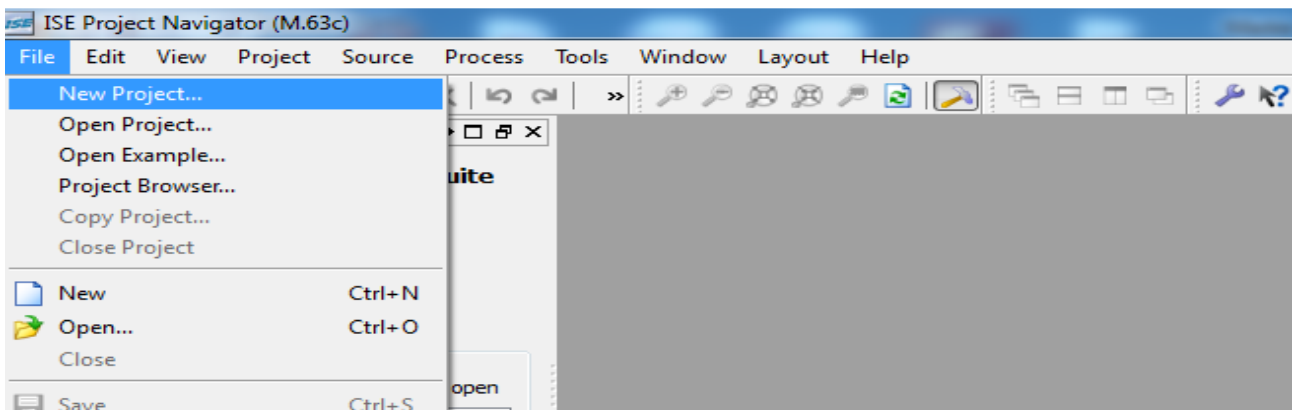 ISE ISE Project Navigator (M.63c)
File Edit View Project Source Process Tools Window Layout Help
New Project...
»
Open Project...
Open Example...
uite
Project Browser...
Copy Project...
Close Project
New Ctrl+N
Open... Ctrl+O
Close
open
Save Ctrl+S